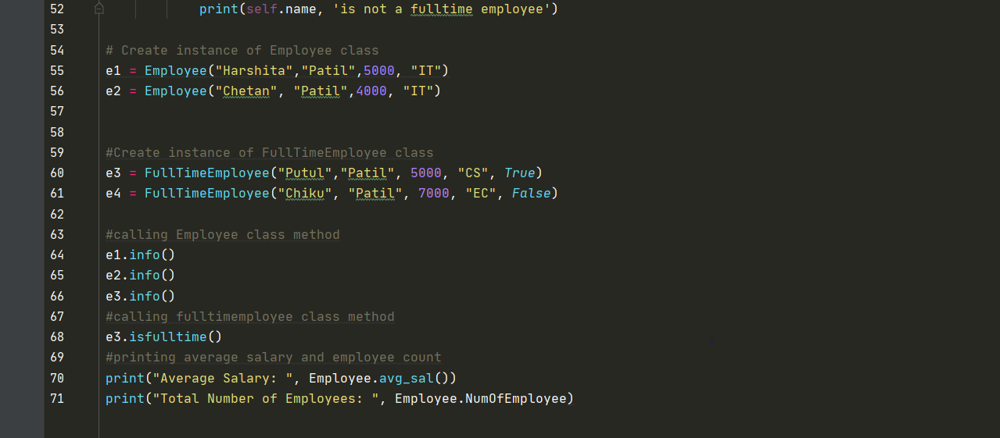 52 print(self.name, 'is not a fulltime employee')
53
54 # Create instance of Employee class
55 e1 = Employee("Harshita","Patil",5000, "IT")
56 e2 = Employee("Chetan", "Patil",4000, "IT")
57
58
59 #Create instance of FullTimeEmployee class
60 e3 = FullTimeEmployee("Putul","Patil", 5000, "CS", True)
61 e4 = FullTimeEmployee("Chiku", "Patil", 7000, "EC", False)
62
63 #calling Employee class method
64 e1.info()
65 e2.info()
66 e3.info()
67 #calling fulltimemployee class method
68 e3.isfulltime()
69 #printing average salary and employee count
70 print("Average Salary: ", Employee.avg_sal())
71 print("Total Number of Employees: ", Employee.NumOfEmployee)